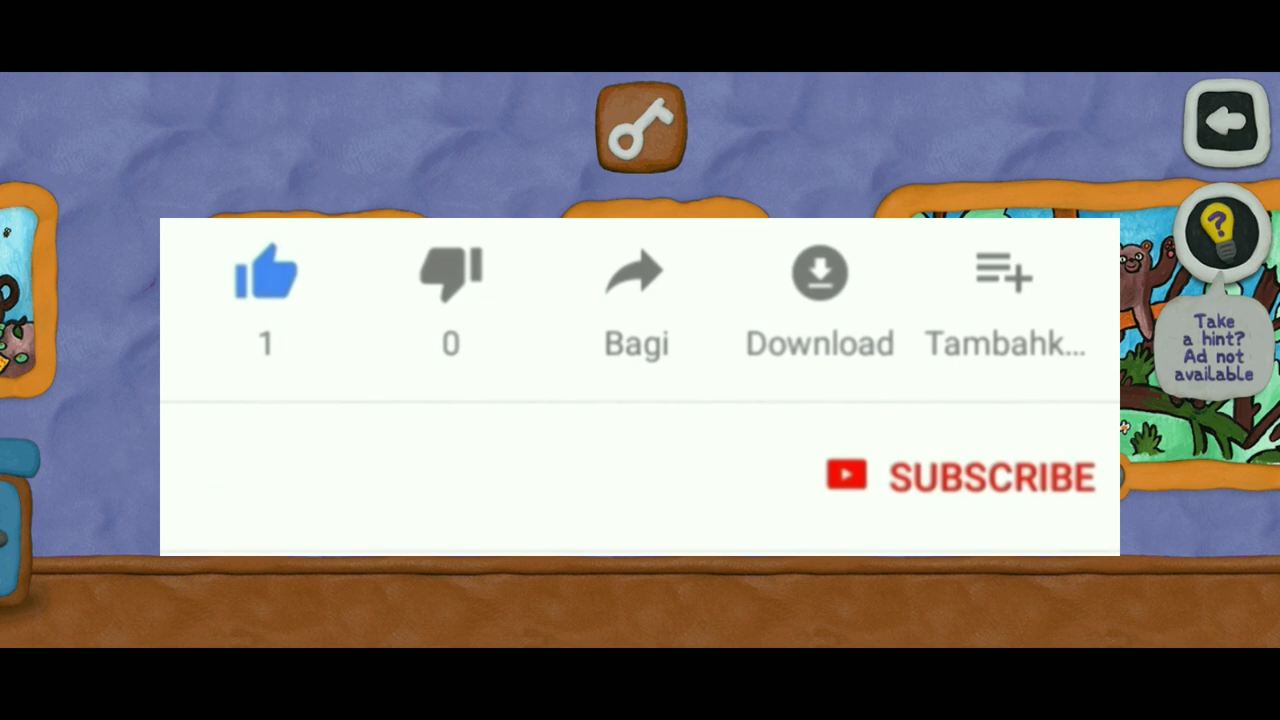 1
0
Bagi
Download
Tambahk...
SUBSCRIBE
Take
a hint?
Ad not
available